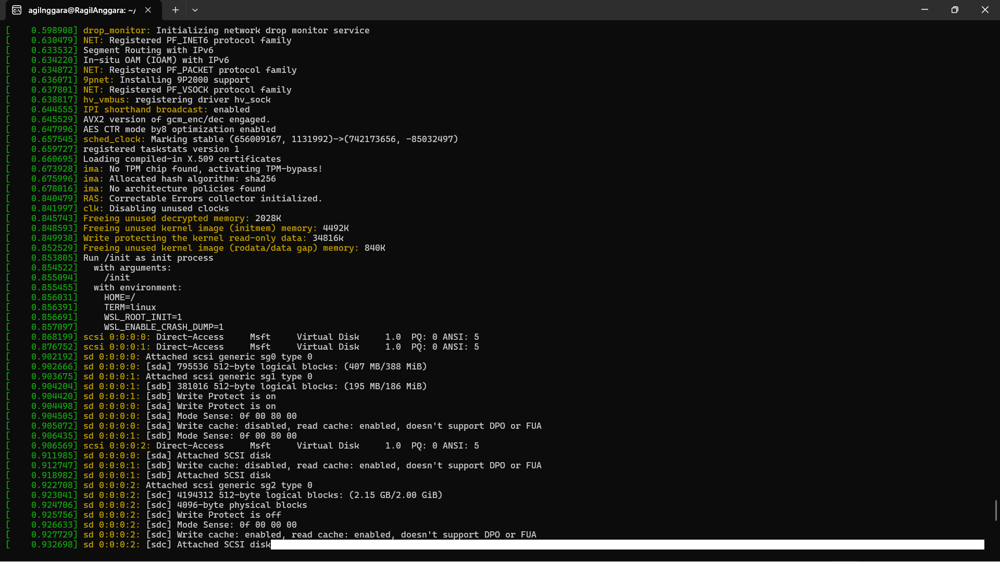 agilnggara@RagilAnggara: ~/
[    0.598908] drop_monitor: Initializing network drop monitor service
[    0.630479] NET: Registered PF_INET6 protocol family
[    0.633532] Segment Routing with IPv6
[    0.634220] In-situ OAM (IOAM) with IPv6
[    0.634872] NET: Registered PF_PACKET protocol family
[    0.636071] 9pnet: Installing 9P2000 support
[    0.637801] NET: Registered PF_VSOCK protocol family
[    0.638817] hv_vmbus: registering driver hv_sock
[    0.644555] IPI shorthand broadcast: enabled
[    0.645529] AVX2 version of gcm_enc/dec engaged.
[    0.647996] AES CTR mode by8 optimization enabled
[    0.657545] sched_clock: Marking stable (656009167, 1131992)->(742173656, -85032497)
[    0.659727] registered taskstats version 1
[    0.660695] Loading compiled-in X.509 certificates
[    0.673928] ima: No TPM chip found, activating TPM-bypass!
[    0.675996] ima: Allocated hash algorithm: sha256
[    0.678016] ima: No architecture policies found
[    0.840479] RAS: Correctable Errors collector initialized.
[    0.841997] clk: Disabling unused clocks
[    0.845743] Freeing unused decrypted memory: 2028K
[    0.848593] Freeing unused kernel image (initmem) memory: 4492K
[    0.849938] Write protecting the kernel read-only data: 34816k
[    0.852529] Freeing unused kernel image (rodata/data gap) memory: 840K
[    0.853805] Run /init as init process
[    0.854522]   with arguments:
[    0.855094]     /init
[    0.855455]   with environment:
[    0.856031]     HOME=/
[    0.856391]     TERM=linux
[    0.856691]     WSL_ROOT_INIT=1
[    0.857097]     WSL_ENABLE_CRASH_DUMP=1
[    0.868199] scsi 0:0:0:0: Direct-Access     Msft     Virtual Disk     1.0  PQ: 0 ANSI: 5
[    0.876752] scsi 0:0:0:1: Direct-Access     Msft     Virtual Disk     1.0  PQ: 0 ANSI: 5
[    0.902192] sd 0:0:0:0: Attached scsi generic sg0 type 0
[    0.902666] sd 0:0:0:0: [sda] 795536 512-byte logical blocks: (407 MB/388 MiB)
[    0.903675] sd 0:0:0:1: Attached scsi generic sg1 type 0
[    0.904204] sd 0:0:0:1: [sdb] 381016 512-byte logical blocks: (195 MB/186 MiB)
[    0.904420] sd 0:0:0:1: [sdb] Write Protect is on
[    0.904498] sd 0:0:0:0: [sda] Write Protect is on
[    0.904505] sd 0:0:0:0: [sda] Mode Sense: 0f 00 80 00
[    0.905072] sd 0:0:0:0: [sda] Write cache: disabled, read cache: enabled, doesn't support DPO or FUA
[    0.906435] sd 0:0:0:1: [sdb] Mode Sense: 0f 00 80 00
[    0.906569] scsi 0:0:0:2: Direct-Access     Msft     Virtual Disk     1.0  PQ: 0 ANSI: 5
[    0.911985] sd 0:0:0:0: [sda] Attached SCSI disk
[    0.912747] sd 0:0:0:1: [sdb] Write cache: disabled, read cache: enabled, doesn't support DPO or FUA
[    0.918982] sd 0:0:0:1: [sdb] Attached SCSI disk
[    0.922708] sd 0:0:0:2: Attached scsi generic sg2 type 0
[    0.923041] sd 0:0:0:2: [sdc] 4194312 512-byte logical blocks: (2.15 GB/2.00 GiB)
[    0.924706] sd 0:0:0:2: [sdc] 4096-byte physical blocks
[    0.925756] sd 0:0:0:2: [sdc] Write Protect is off
[    0.926633] sd 0:0:0:2: [sdc] Mode Sense: 0f 00 00 00
[    0.927729] sd 0:0:0:2: [sdc] Write cache: enabled, read cache: enabled, doesn't support DPO or FUA
[    0.932698] sd 0:0:0:2: [sdc] Attached SCSI disk